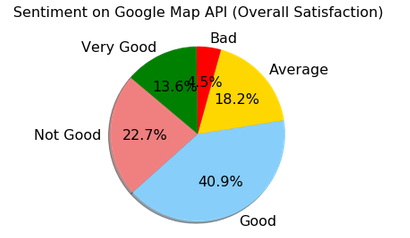 Sentiment on Google Map API (Overall Satisfaction)
Bad
Very Good
Average
4.5%
13.6%
18.2%
Not Good
22.7%
40.9%
Good